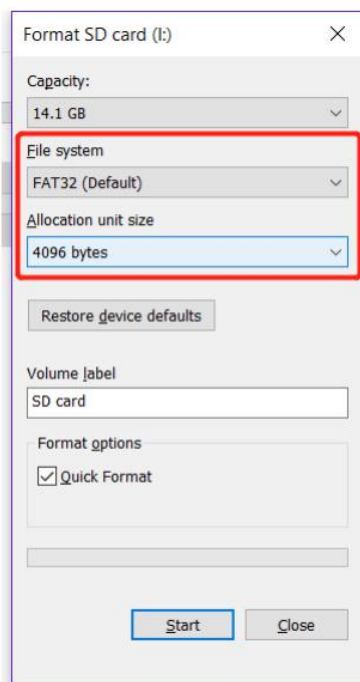 Format SD card (I:)
Capacity:
14.1 GB
File system
FAT32 (Default)
Allocation unit size
4096 bytes
Restore device defaults
Volume label
SD card
Format options
Quick Format
Start
Close